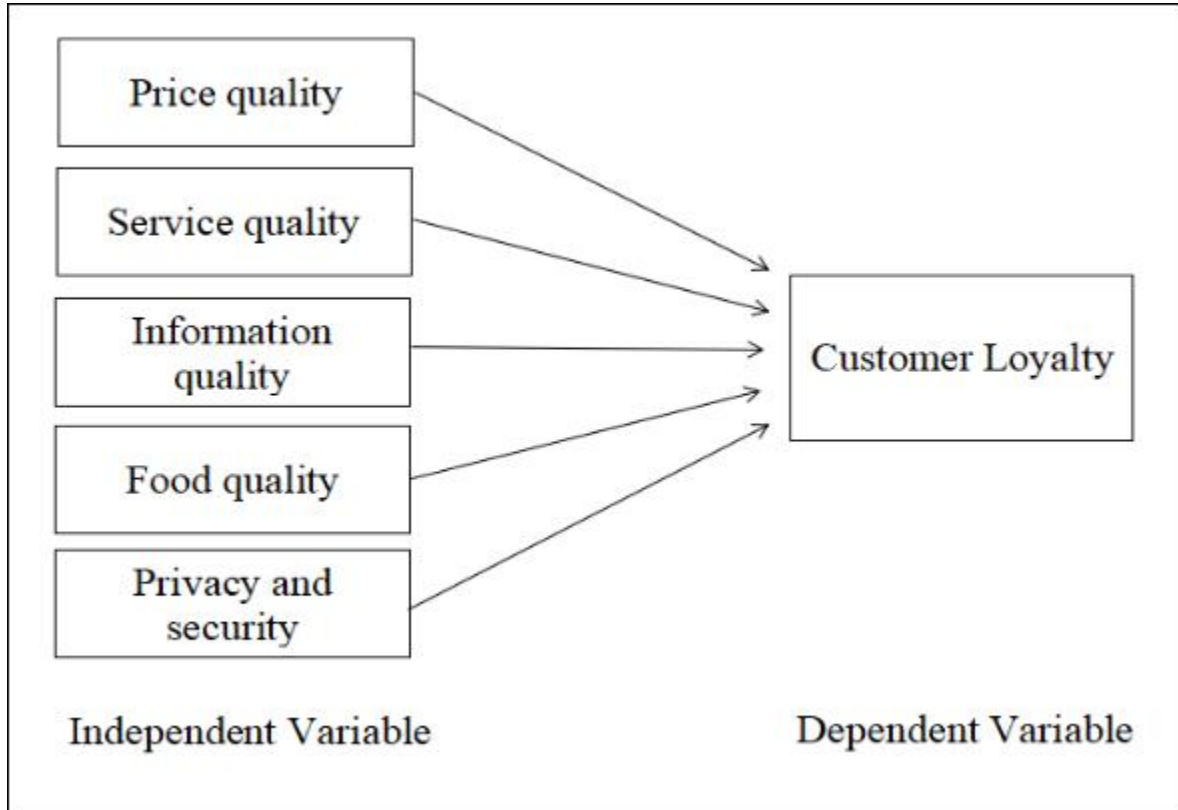 Price quality
Service quality
Information
quality
Food quality
Privacy and
security
Customer Loyalty
Independent Variable
Dependent Variable